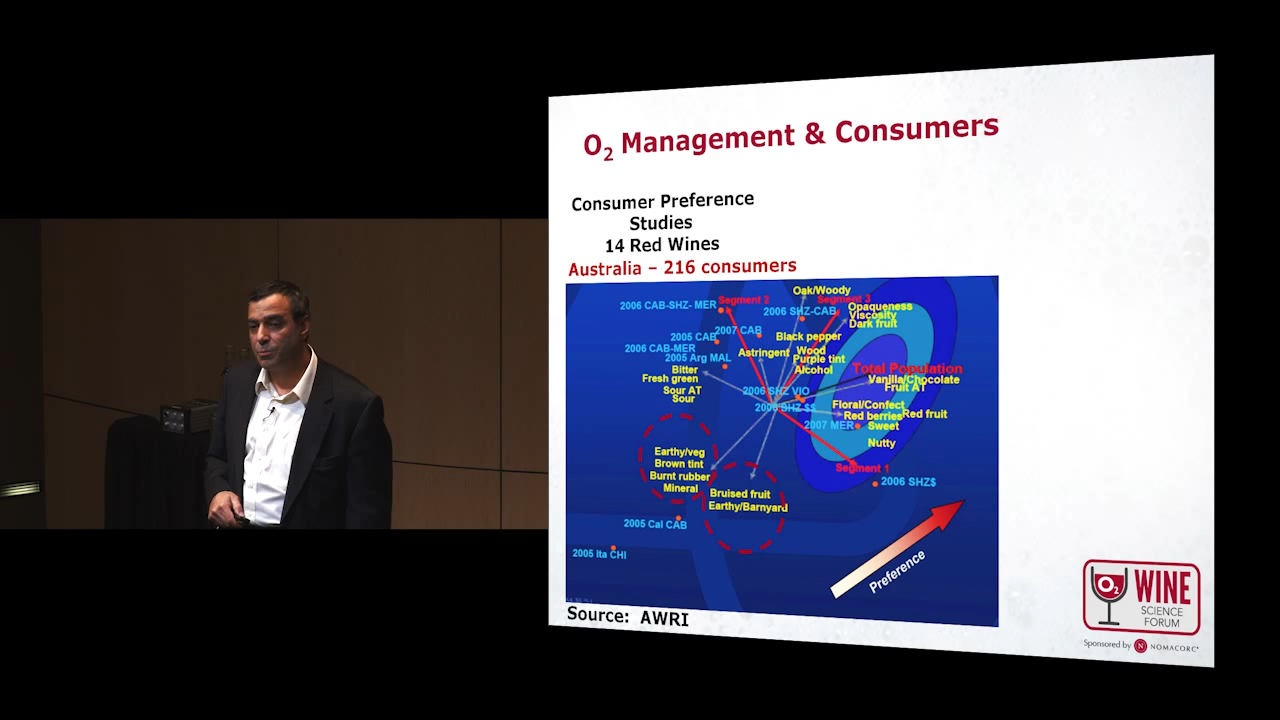 O2 Management & Consumers
Consumer Preference
Studies
14 Red Wines
Australia – 216 consumers
Oak/Woody
2006 CAB-SHZ- MER
Segment 2
Segment 3
2006 SHZ-CAB
Opaqueness
Viscosity
Dark fruit
2007 CAB
2005 CAB
Black pepper
2006 CAB-MER
Astringent
Wood
2005 Arg MAL
Purple tint
Bitter
Alcohol
Total Population
Fresh green
Vanilla/Chocolate
Sour AT
2006 SHZ VIO
Fruit AT
Sour
2006 SHZ $$
Floral/Confect
Red berries
Red fruit
2007 MER
Sweet
Nutty
Earthy/veg
Brown tint
Burnt rubber
Mineral
Segment 1
2006 SHZ$
Bruised fruit
Earthy/Barnyard
2005 Cal CAB
2005 Ita CHI
Preference
Source: AWRI
O2 WINE
SCIENCE
FORUM
Sponsored by N NOMACORC